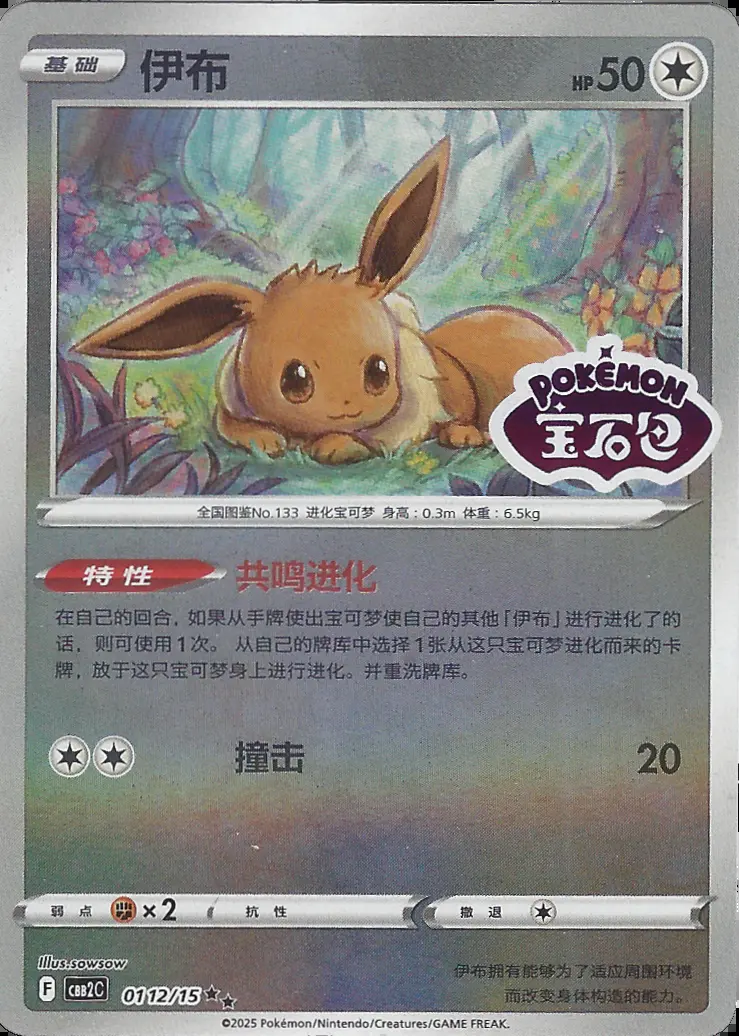 基础 伊布 HP 50
POKÉMON
宝石包
全国图鉴No.133 进化宝可梦 身高：0.3m 体重：6.5kg
特性 共鸣进化
在自己的回合，如果从手牌使出宝可梦使自己的其他「伊布」进行进化了的
话，则可使用1次。 从自己的牌库中选择1张从这只宝可梦进化而来的卡
牌，放于这只宝可梦身上进行进化。并重洗牌库。
撞击 20
弱点 ×2 抗性 撤退
Illus.sowsow
F CBB2C 0112/15 ★★
伊布拥有能够为了适应周围环境
而改变身体构造的能力。
©2025 Pokémon/Nintendo/Creatures/GAME FREAK.